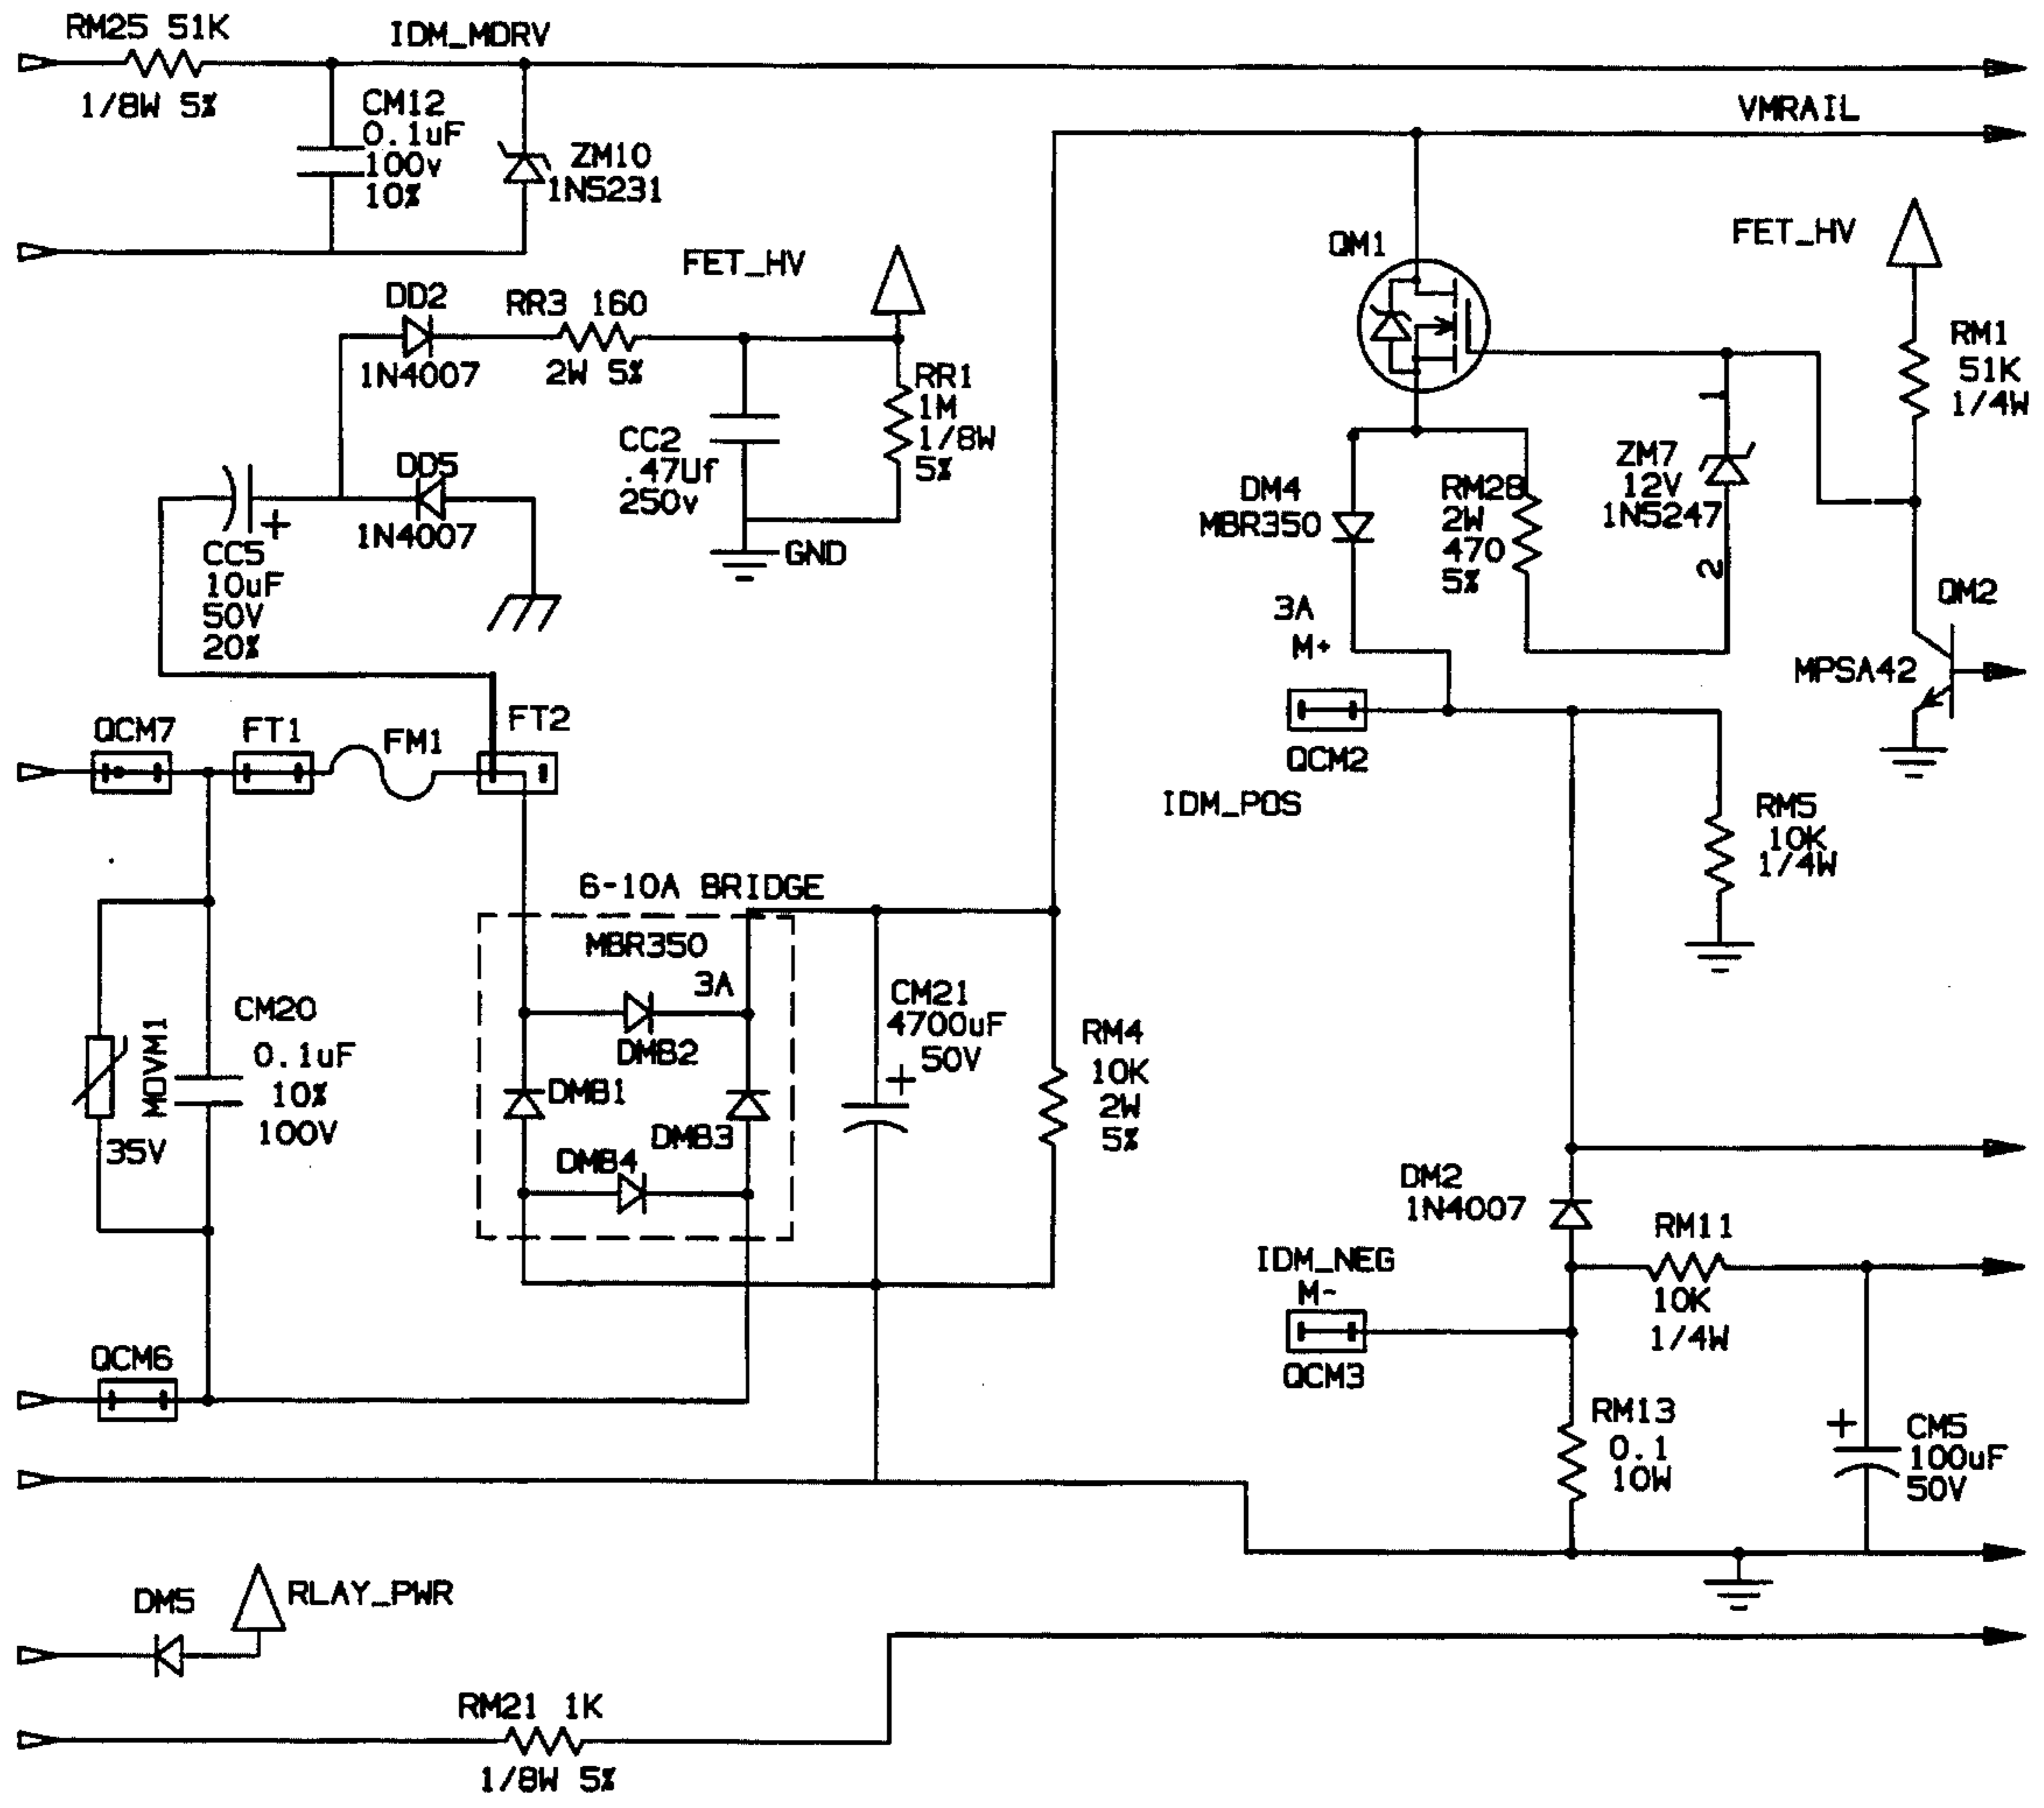 RM25 51K
1/8W 5%
IDM_MDRV
CM12
0.1uF
100v
10%
ZM10
1N5231
VMRAIL
FET_HV
DD2
1N4007
RR3 160
2W 5%
RR1
1M
1/8W
5%
CC2
.47Uf
250v
GND
DD5
1N4007
CC5
+
10uF
50V
20%
QM1
FET_HV
RM1
51K
1/4W
1
ZM7
12V
1N5247
2
DM4
MBR350
RM28
2W
470
5%
3A
M+
QCM2
IDM_POS
QM2
MPSA42
RM5
10K
1/4W
QCM7
FT1
FM1
FT2
6-10A BRIDGE
MBR350
3A
DMB2
DMB1
DMB3
DMB4
CM21
4700uF
50V
+
RM4
10K
2W
5%
MOVM1
35V
CM20
0.1uF
10%
100V
QCM6
DM2
1N4007
RM11
10K
1/4W
IDM_NEG
M-
QCM3
RM13
0.1
10W
+
CM5
100uF
50V
DM5
RLAY_PWR
RM21 1K
1/8W 5%